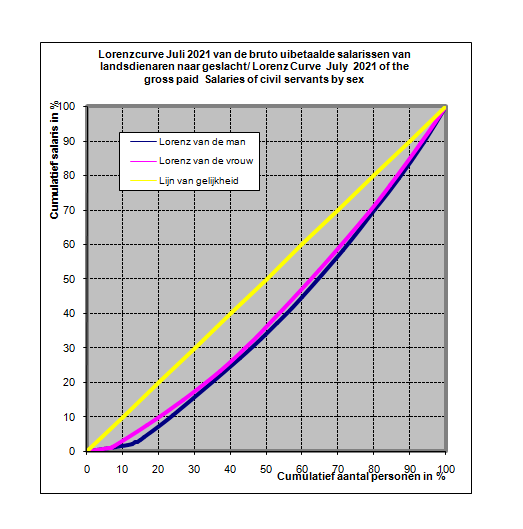 Lorenzcurve Juli 2021 van de bruto uibetaalde salarissen van
landsdienaren naar geslacht/ Lorenz Curve July 2021 of the
gross paid Salaries of civil servants by sex
Cumulatief salaris in %
100
90
80
70
60
50
40
30
20
10
0
Lorenz van de man
Lorenz van de vrouw
Lijn van gelijkheid
0 10 20 30 40 50 60 70 80 90 100
Cumulatief aantal personen in %